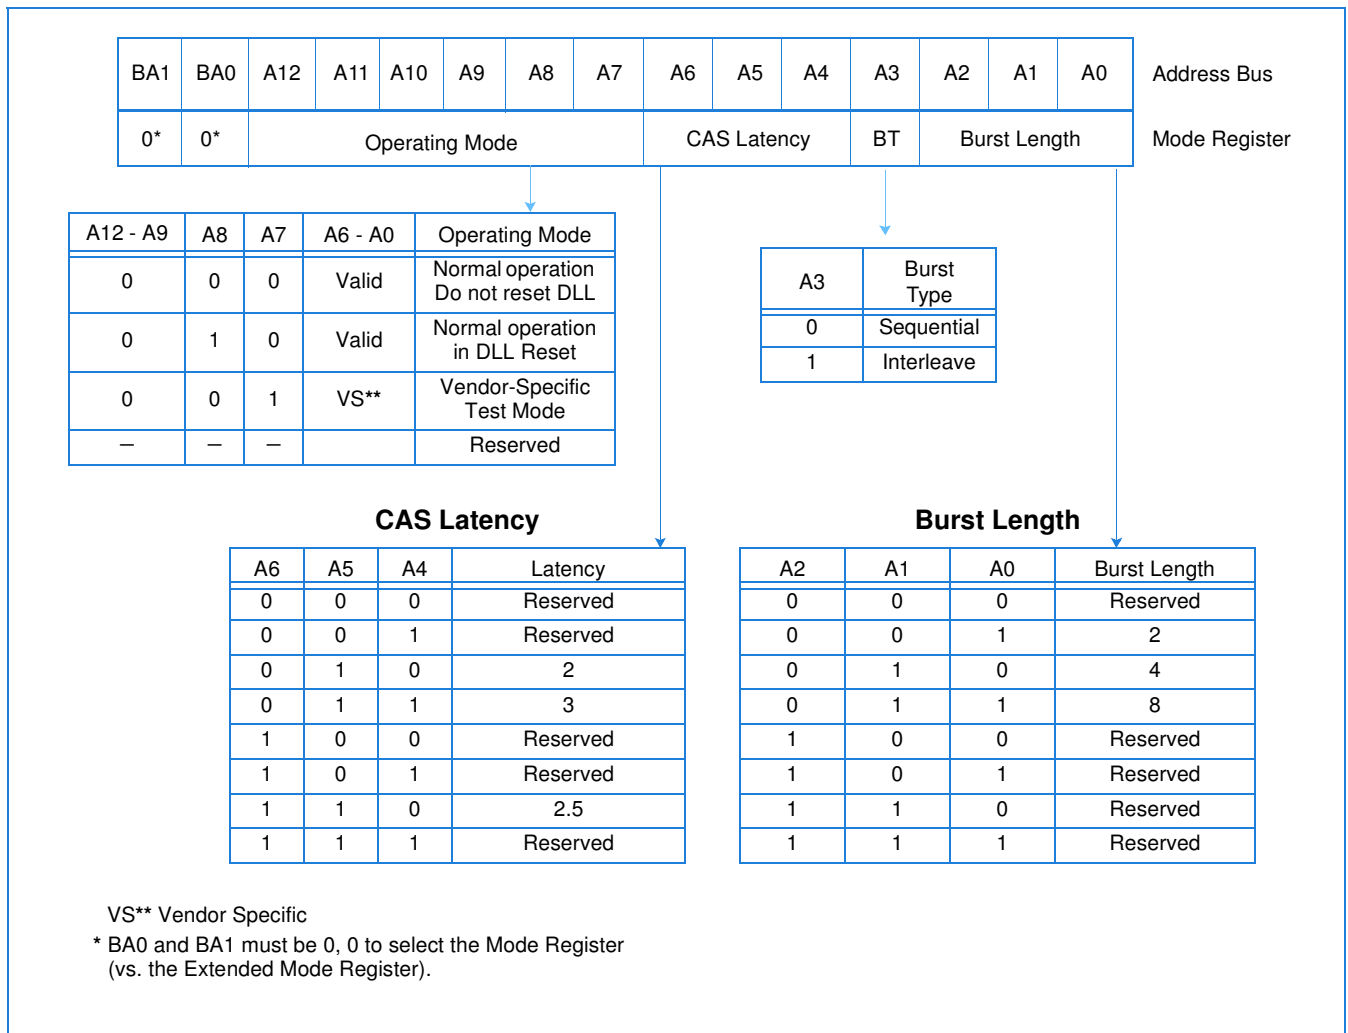 BA1 BA0 A12 A11 A10 A9 A8 A7 A6 A5 A4 A3 A2 A1 A0 Address Bus
0* 0* Operating Mode CAS Latency BT Burst Length Mode Register
A12 - A9 A8 A7 A6 - A0 Operating Mode
0 0 0 Valid Normal operation
Do not reset DLL
0 1 0 Valid Normal operation
in DLL Reset
0 0 1 VS** Vendor-Specific
Test Mode
— — — Reserved
A3 Burst
Type
0 Sequential
1 Interleave
CAS Latency
A6 A5 A4 Latency
0 0 0 Reserved
0 0 1 Reserved
0 1 0 2
0 1 1 3
1 0 0 Reserved
1 0 1 Reserved
1 1 0 2.5
1 1 1 Reserved
Burst Length
A2 A1 A0 Burst Length
0 0 0 Reserved
0 0 1 2
0 1 0 4
0 1 1 8
1 0 0 Reserved
1 0 1 Reserved
1 1 0 Reserved
1 1 1 Reserved
VS** Vendor Specific
* BA0 and BA1 must be 0, 0 to select the Mode Register
(vs. the Extended Mode Register).